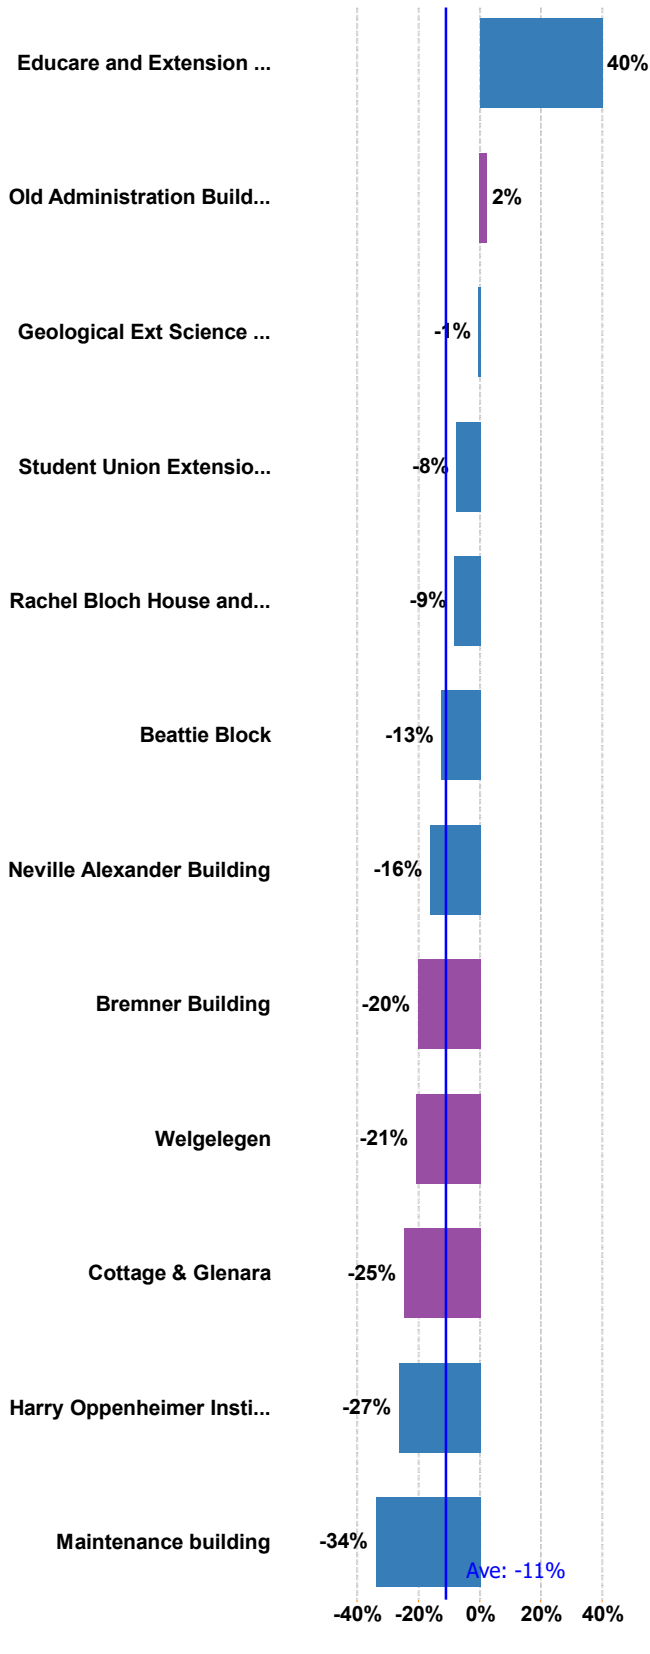 Educare and Extension ... 40%
Old Administration Build... 2%
Geological Ext Science ... -1%
Student Union Extensio... -8%
Rachel Bloch House and... -9%
Beattie Block -13%
Neville Alexander Building -16%
Bremner Building -20%
Welgelegen -21%
Cottage & Glenara -25%
Harry Oppenheimer Insti... -27%
Maintenance building -34%
Ave: -11%
-40% -20% 0% 20% 40%